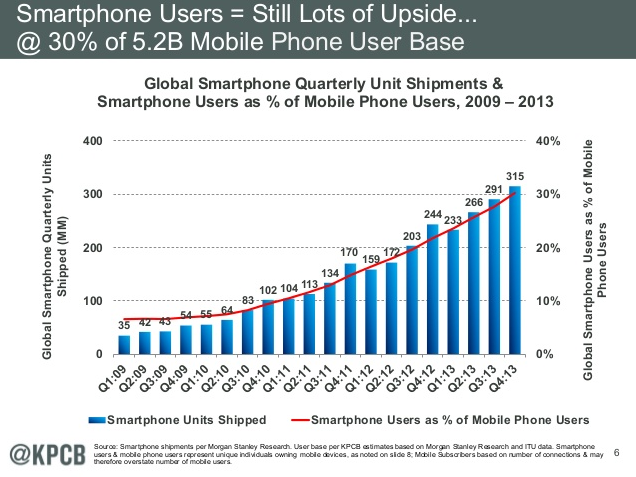 Smartphone Users = Still Lots of Upside...
@ 30% of 5.2B Mobile Phone User Base
Global Smartphone Quarterly Unit Shipments &
Smartphone Users as % of Mobile Phone Users, 2009 – 2013
Global Smartphone Quarterly Units
Shipped (MM)
400
300
200
100
0
35
42
43
54
55
64
83
102
104
113
134
170
159
172
203
244
233
266
291
315
40%
30%
20%
10%
0%
Global Smartphone Users as % of Mobile
Phone Users
Q1:09
Q2:09
Q3:09
Q4:09
Q1:10
Q2:10
Q3:10
Q4:10
Q1:11
Q2:11
Q3:11
Q4:11
Q1:12
Q2:12
Q3:12
Q4:12
Q1:13
Q2:13
Q3:13
Q4:13
Smartphone Units Shipped
Smartphone Users as % of Mobile Phone Users
@KPCB
Source: Smartphone shipments per Morgan Stanley Research. User base per KPCB estimates based on Morgan Stanley Research and ITU data. Smartphone
users & mobile phone users represent unique individuals owning mobile devices, as noted on slide 8; Mobile Subscribers based on number of connections & may
therefore overstate number of mobile users.
6